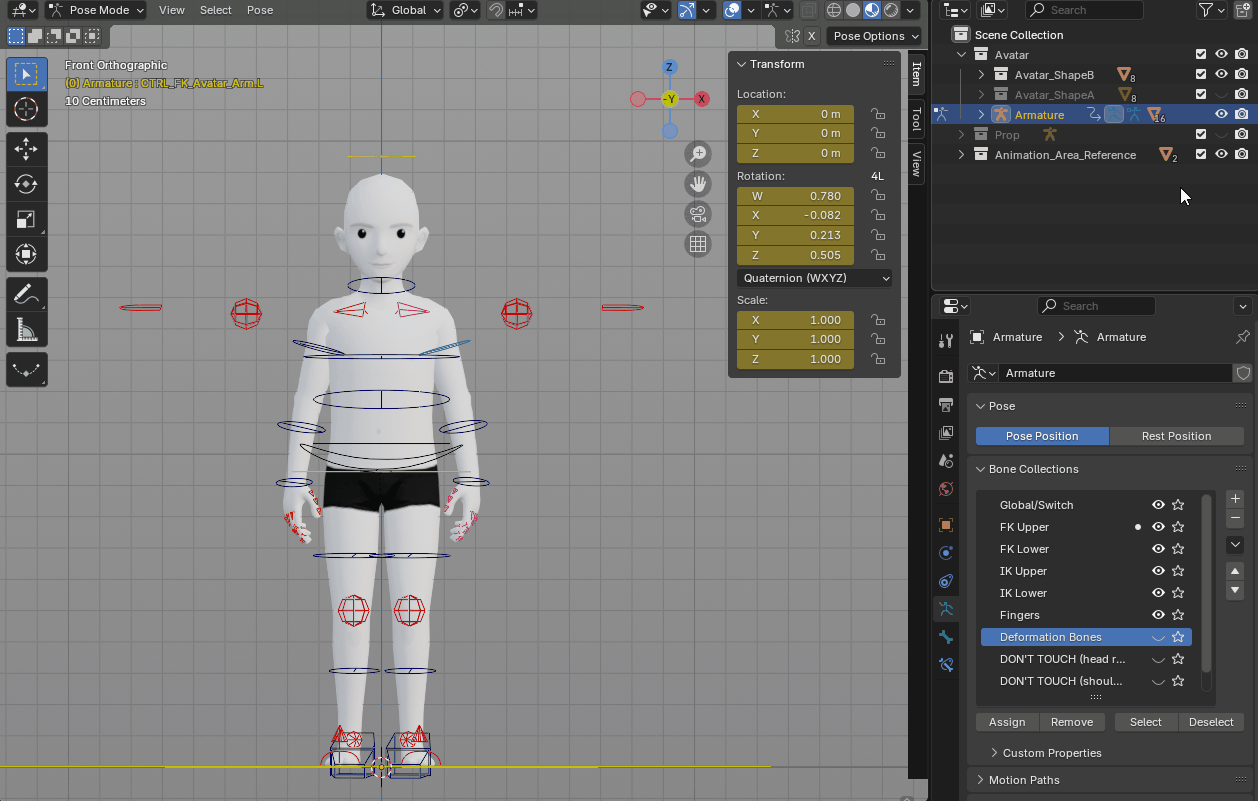 Pose Mode View Select Pose Global
X Pose Options
Front Orthographic
(0) Armature : CTRL_FK_Avatar_Arm.L
10 Centimeters
Z
-Y
X
Transform
Location:
X 0 m
Y 0 m
Z 0 m
Rotation: 4L
W 0.780
X -0.082
Y 0.213
Z 0.505
Quaternion (WXYZ)
Scale:
X 1.000
Y 1.000
Z 1.000
Item
Tool
View
Search
Scene Collection
Avatar
Avatar_ShapeB 8
Avatar_ShapeA 8
Armature 16
Prop
Animation_Area_Reference 2
Search
Armature > Armature
Armature
Pose
Pose Position Rest Position
Bone Collections
Global/Switch
FK Upper
FK Lower
IK Upper
IK Lower
Fingers
Deformation Bones
DON'T TOUCH (head r...
DON'T TOUCH (shoul...
Assign Remove Select Deselect
Custom Properties
Motion Paths